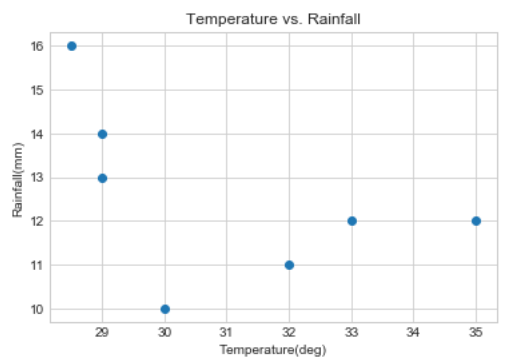 Temperature vs. Rainfall
16
15
14
13
12
11
10
Rainfall(mm)
29 30 31 32 33 34 35
Temperature(deg)